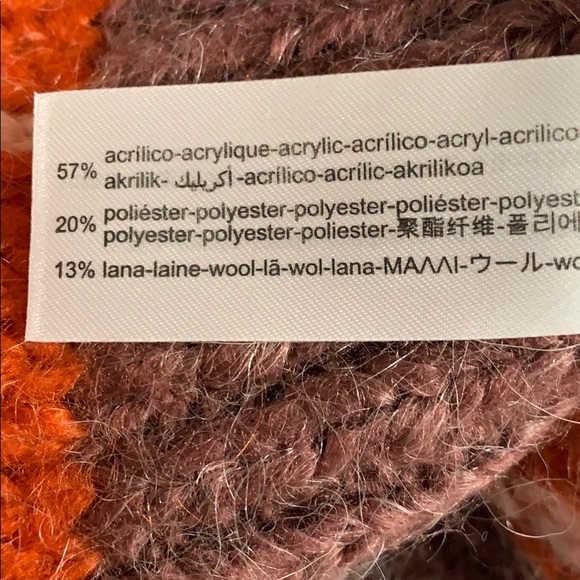 57% acrílico-acrylique-acrylic-acrílico-acryl-acrilico
akrilik- أكريليك -acrílico-acrílic-akrilikoa
20% poliéster-polyester-polyester-poliéster-polyest
polyester-polyester-poliester-聚酯纤维-폴리에
13% lana-laine-wool-lã-wol-lana-ΜΑΛΛΙ-ウール-wo